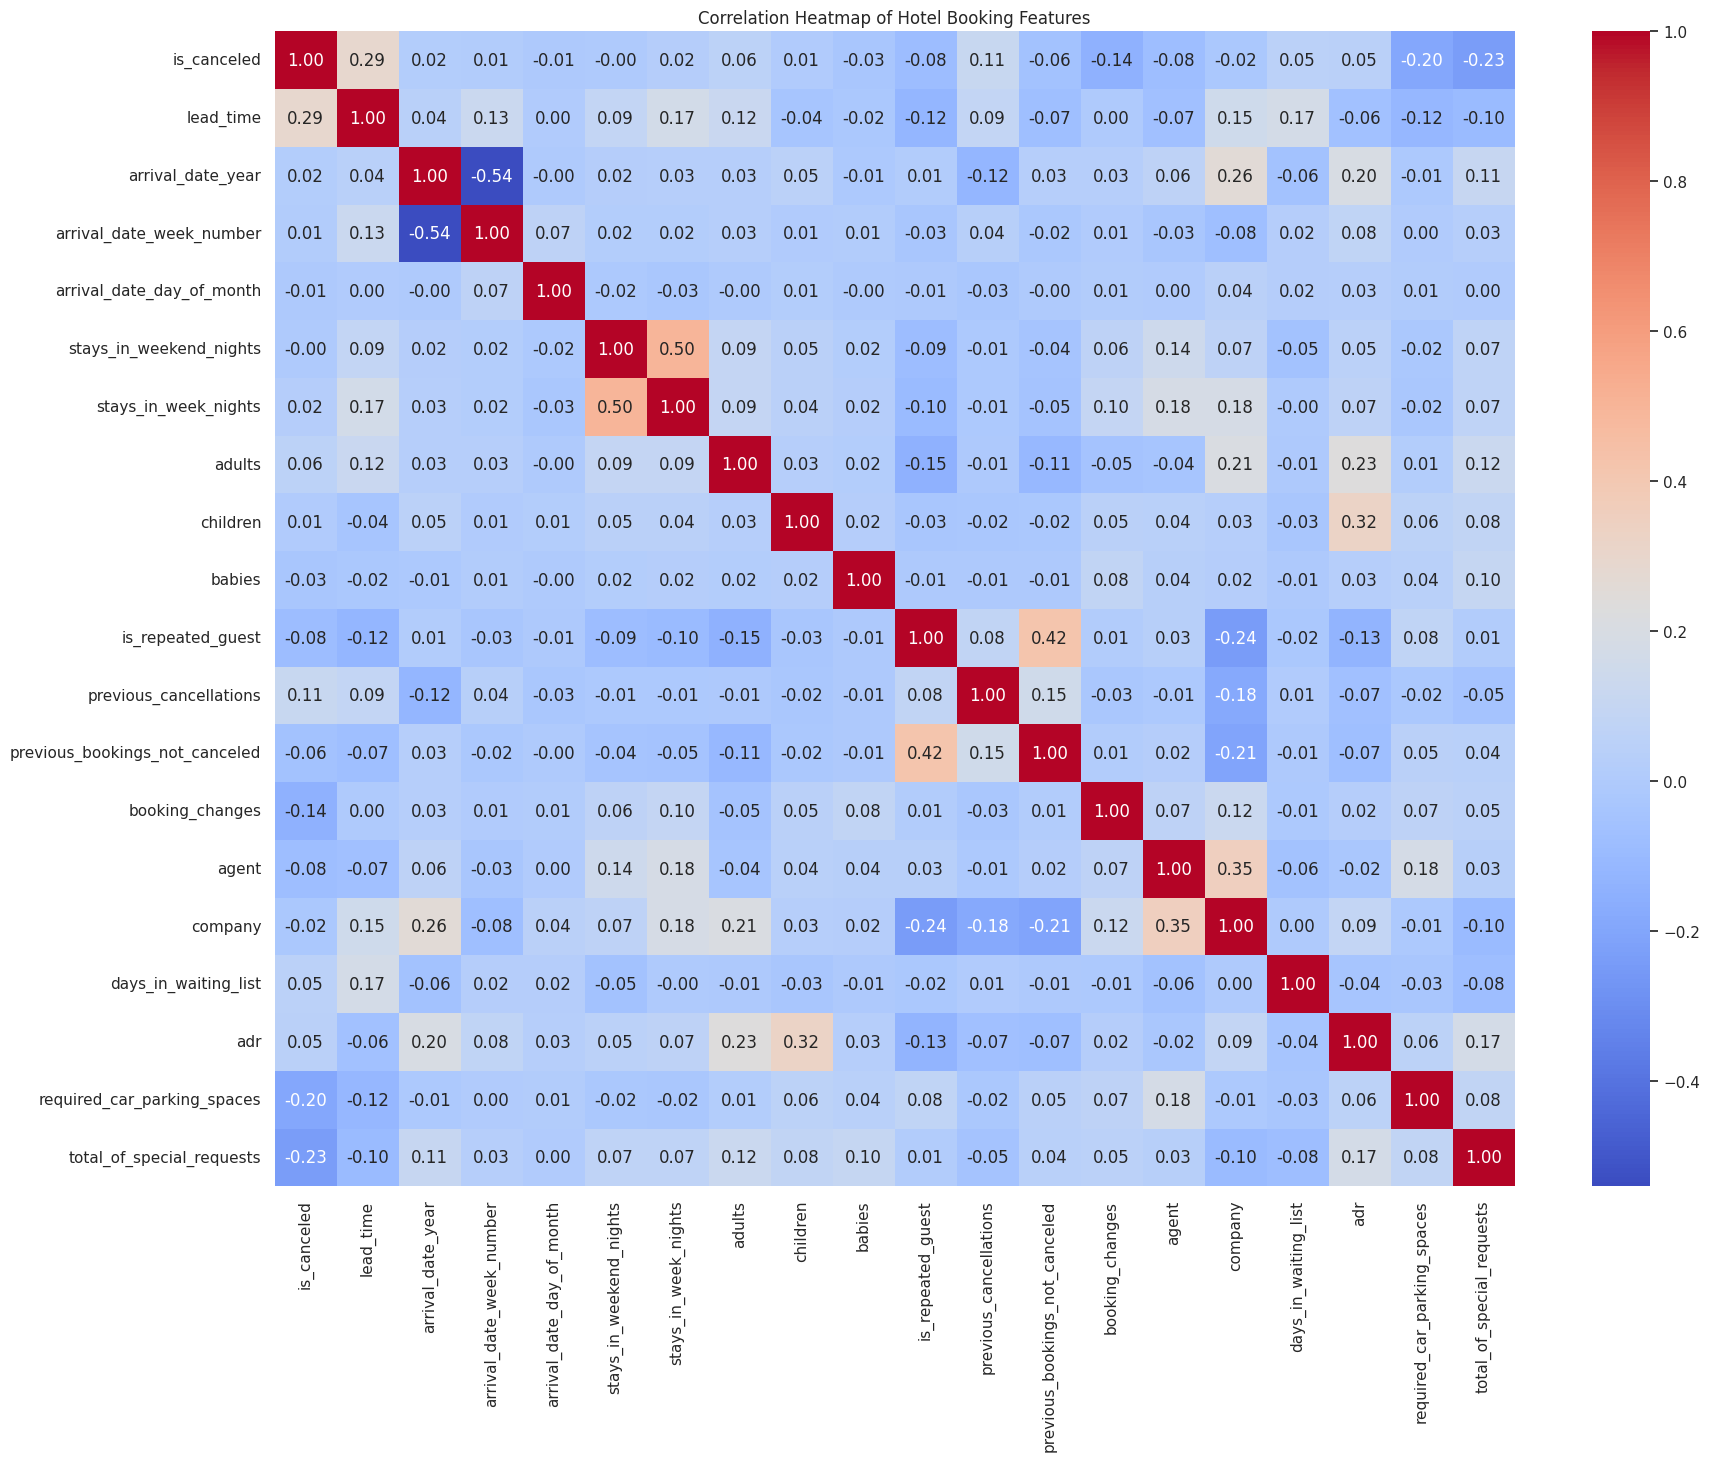 Correlation Heatmap of Hotel Booking Features
is_canceled 1.00 0.29 0.02 0.01 -0.01 -0.00 0.02 0.06 0.01 -0.03 -0.08 0.11 -0.06 -0.14 -0.08 -0.02 0.05 0.05 -0.20 -0.23
lead_time 0.29 1.00 0.04 0.13 0.00 0.09 0.17 0.12 -0.04 -0.02 -0.12 0.09 -0.07 0.00 -0.07 0.15 0.17 -0.06 -0.12 -0.10
arrival_date_year 0.02 0.04 1.00 -0.54 -0.00 0.02 0.03 0.03 0.05 -0.01 0.01 -0.12 0.03 0.03 0.06 0.26 -0.06 0.20 -0.01 0.11
arrival_date_week_number 0.01 0.13 -0.54 1.00 0.07 0.02 0.02 0.03 0.01 0.01 -0.03 0.04 -0.02 0.01 -0.03 -0.08 0.02 0.08 0.00 0.03
arrival_date_day_of_month -0.01 0.00 -0.00 0.07 1.00 -0.02 -0.03 -0.00 0.01 -0.00 -0.01 -0.03 -0.00 0.01 0.00 0.04 0.02 0.03 0.01 0.00
stays_in_weekend_nights -0.00 0.09 0.02 0.02 -0.02 1.00 0.50 0.09 0.05 0.02 -0.09 -0.01 -0.04 0.06 0.14 0.07 -0.05 0.05 -0.02 0.07
stays_in_week_nights 0.02 0.17 0.03 0.02 -0.03 0.50 1.00 0.09 0.04 0.02 -0.10 -0.01 -0.05 0.10 0.18 0.18 -0.00 0.07 -0.02 0.07
adults 0.06 0.12 0.03 0.03 -0.00 0.09 0.09 1.00 0.03 0.02 -0.15 -0.01 -0.11 -0.05 -0.04 0.21 -0.01 0.23 0.01 0.12
children 0.01 -0.04 0.05 0.01 0.01 0.05 0.04 0.03 1.00 0.02 -0.03 -0.02 -0.02 0.05 0.04 0.03 -0.03 0.32 0.06 0.08
babies -0.03 -0.02 -0.01 0.01 -0.00 0.02 0.02 0.02 0.02 1.00 -0.01 -0.01 -0.01 0.08 0.04 0.02 -0.01 0.03 0.04 0.10
is_repeated_guest -0.08 -0.12 0.01 -0.03 -0.01 -0.09 -0.10 -0.15 -0.03 -0.01 1.00 0.08 0.42 0.01 0.03 -0.24 -0.02 -0.13 0.08 0.01
previous_cancellations 0.11 0.09 -0.12 0.04 -0.03 -0.01 -0.01 -0.01 -0.02 -0.01 0.08 1.00 0.15 -0.03 -0.01 -0.18 0.01 -0.07 -0.02 -0.05
previous_bookings_not_canceled -0.06 -0.07 0.03 -0.02 -0.00 -0.04 -0.05 -0.11 -0.02 -0.01 0.42 0.15 1.00 0.01 0.02 -0.21 -0.01 -0.07 0.05 0.04
booking_changes -0.14 0.00 0.03 0.01 0.01 0.06 0.10 -0.05 0.05 0.08 0.01 -0.03 0.01 1.00 0.07 0.12 -0.01 0.02 0.07 0.05
agent -0.08 -0.07 0.06 -0.03 0.00 0.14 0.18 -0.04 0.04 0.04 0.03 -0.01 0.02 0.07 1.00 0.35 -0.06 -0.02 0.18 0.03
company -0.02 0.15 0.26 -0.08 0.04 0.07 0.18 0.21 0.03 0.02 -0.24 -0.18 -0.21 0.12 0.35 1.00 0.00 0.09 -0.01 -0.10
days_in_waiting_list 0.05 0.17 -0.06 0.02 0.02 -0.05 -0.00 -0.01 -0.03 -0.01 -0.02 0.01 -0.01 -0.01 -0.06 0.00 1.00 -0.04 -0.03 -0.08
adr 0.05 -0.06 0.20 0.08 0.03 0.05 0.07 0.23 0.32 0.03 -0.13 -0.07 -0.07 0.02 -0.02 0.09 -0.04 1.00 0.06 0.17
required_car_parking_spaces -0.20 -0.12 -0.01 0.00 0.01 -0.02 -0.02 0.01 0.06 0.04 0.08 -0.02 0.05 0.07 0.18 -0.01 -0.03 0.06 1.00 0.08
total_of_special_requests -0.23 -0.10 0.11 0.03 0.00 0.07 0.07 0.12 0.08 0.10 0.01 -0.05 0.04 0.05 0.03 -0.10 -0.08 0.17 0.08 1.00
is_canceled
lead_time
arrival_date_year
arrival_date_week_number
arrival_date_day_of_month
stays_in_weekend_nights
stays_in_week_nights
adults
children
babies
is_repeated_guest
previous_cancellations
previous_bookings_not_canceled
booking_changes
agent
company
days_in_waiting_list
adr
required_car_parking_spaces
total_of_special_requests
1.0
0.8
0.6
0.4
0.2
0.0
−0.2
−0.4